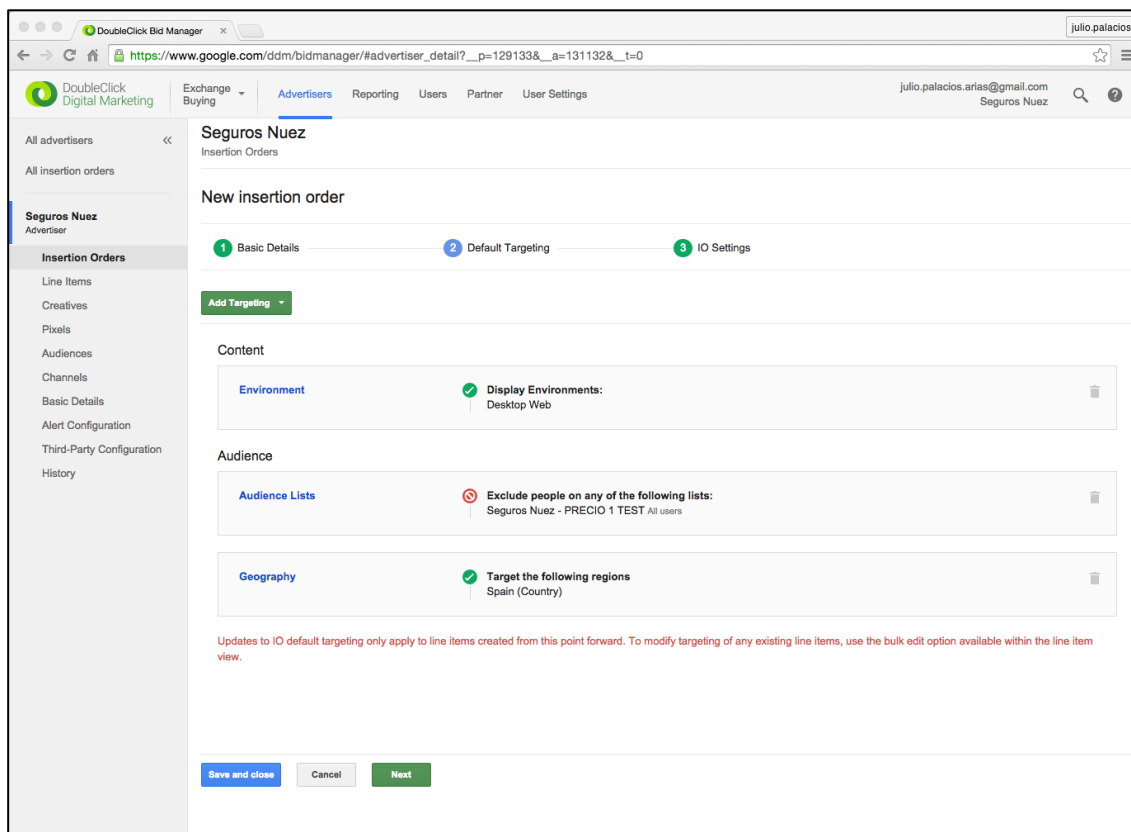 DoubleClick Bid Manager
julio.palacios
https://www.google.com/ddm/bidmanager/#advertiser_detail?__p=129133&__a=131132&__t=0
DoubleClick
Digital Marketing
Exchange
Buying
Advertisers
Reporting
Users
Partner
User Settings
julio.palacios.arias@gmail.com
Seguros Nuez
All advertisers
All insertion orders
Seguros Nuez
Advertiser
Insertion Orders
Line Items
Creatives
Pixels
Audiences
Channels
Basic Details
Alert Configuration
Third-Party Configuration
History
Seguros Nuez
Insertion Orders
New insertion order
1 Basic Details
2 Default Targeting
3 IO Settings
Add Targeting
Content
Environment
Display Environments:
Desktop Web
Audience
Audience Lists
Exclude people on any of the following lists:
Seguros Nuez - PRECIO 1 TEST All users
Geography
Target the following regions
Spain (Country)
Updates to IO default targeting only apply to line items created from this point forward. To modify targeting of any existing line items, use the bulk edit option available within the line item
view.
Save and close
Cancel
Next